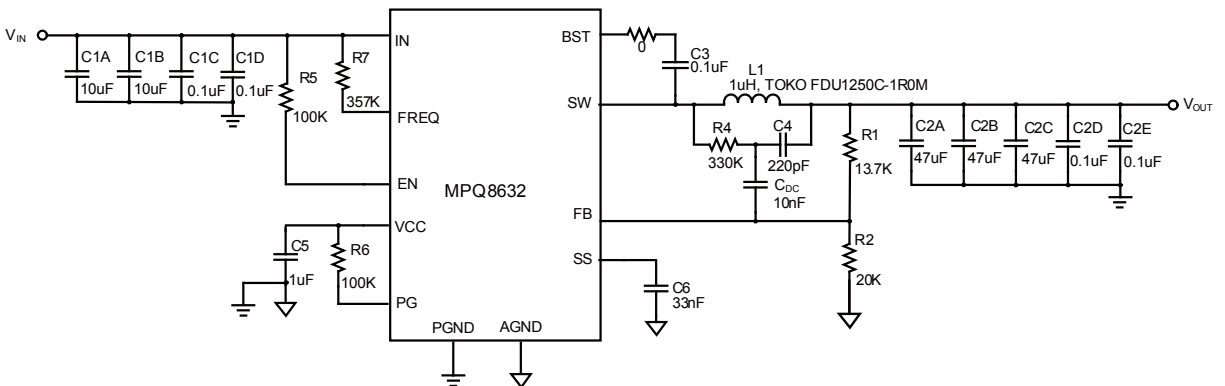 V_IN
C1A
10uF
C1B
10uF
C1C
0.1uF
C1D
0.1uF
R5
100K
R7
357K
IN
FREQ
EN
VCC
PG
C5
1uF
R6
100K
MPQ8632
PGND
AGND
BST
SW
FB
SS
0
C3
0.1uF
L1
1uH, TOKO FDU1250C-1R0M
R4
330K
C4
220pF
C_DC
10nF
R1
13.7K
R2
20K
C6
33nF
C2A
47uF
C2B
47uF
C2C
47uF
C2D
0.1uF
C2E
0.1uF
V_OUT